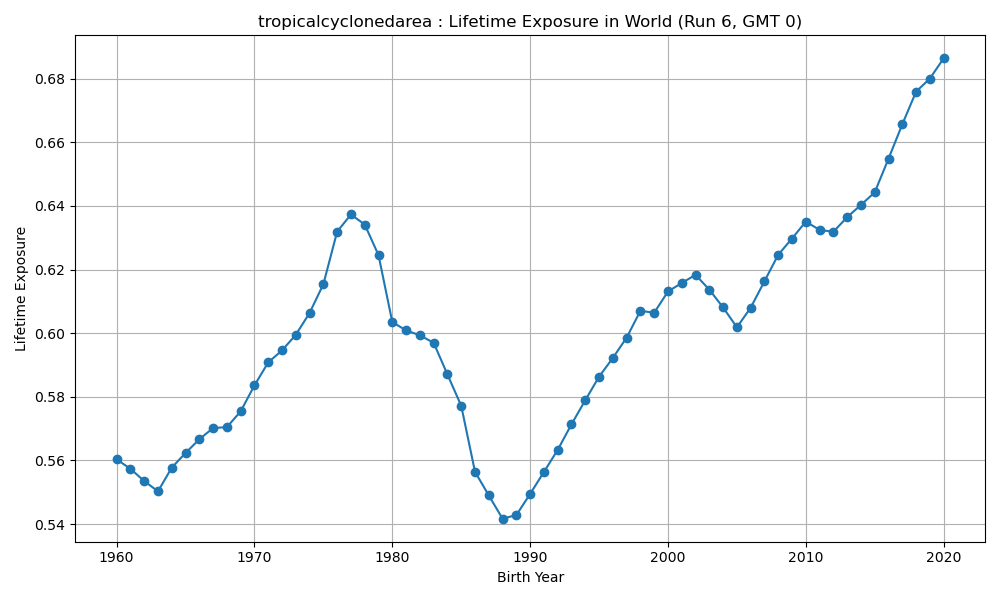 tropicalcyclonedarea : Lifetime Exposure in World (Run 6, GMT 0)
Lifetime Exposure
0.68
0.66
0.64
0.62
0.60
0.58
0.56
0.54
1960 1970 1980 1990 2000 2010 2020
Birth Year